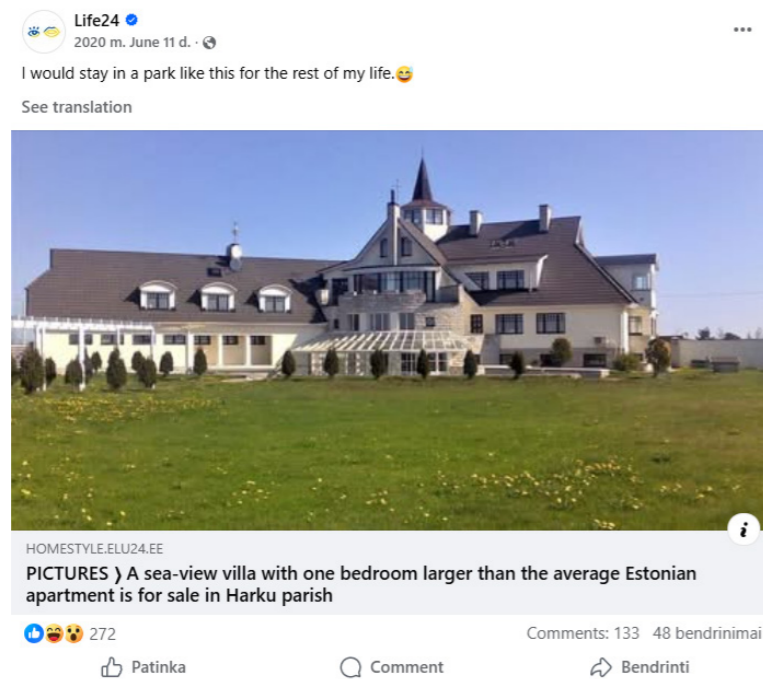 Life24
2020 m. June 11 d. ·
I would stay in a park like this for the rest of my life.😅
See translation
HOMESTYLE.ELU24.EE
PICTURES ❭ A sea-view villa with one bedroom larger than the average Estonian
apartment is for sale in Harku parish
272
Comments: 133 48 bendrinimai
Patinka
Comment
Bendrinti